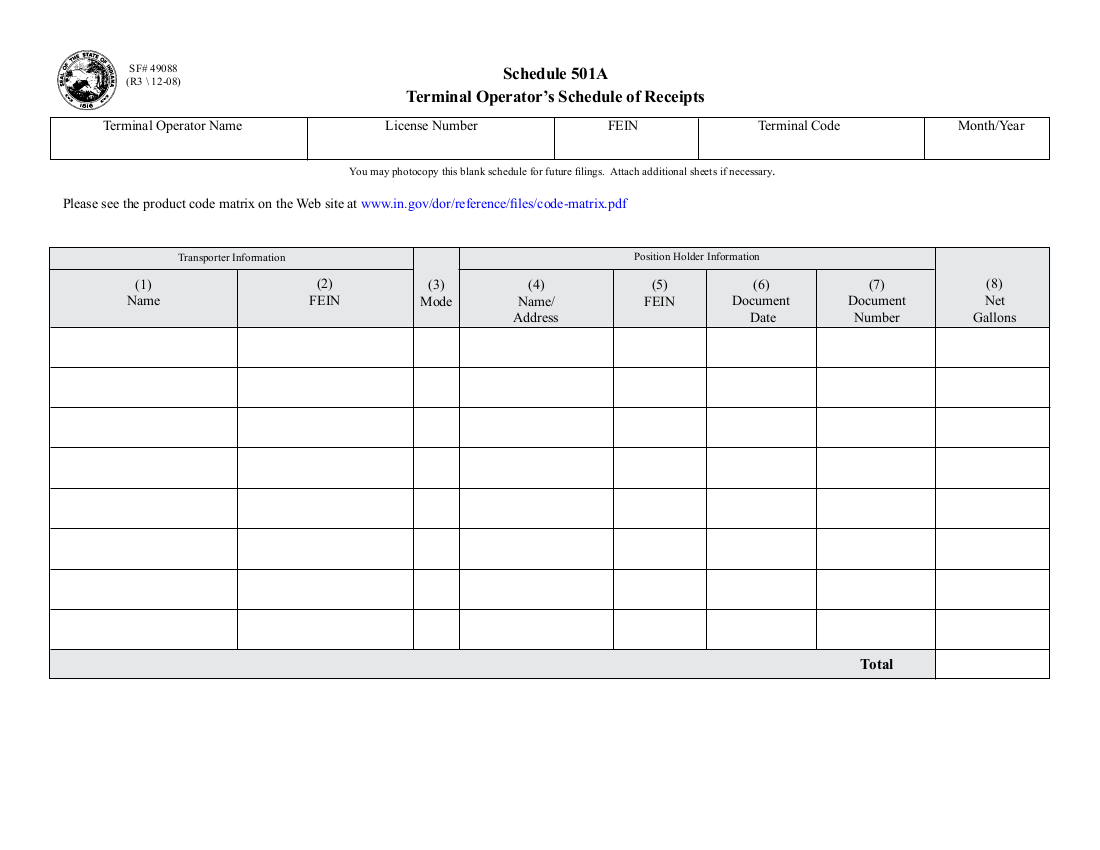 SEAL OF THE STATE OF INDIANA
1816
SF# 49088
(R3 \ 12-08)
Schedule 501A
Terminal Operator’s Schedule of Receipts
Terminal Operator Name License Number FEIN Terminal Code Month/Year
You may photocopy this blank schedule for future filings.  Attach additional sheets if necessary.
Please see the product code matrix on the Web site at www.in.gov/dor/reference/files/code-matrix.pdf
Transporter Information Position Holder Information
(1) (2) (3) (4) (5) (6) (7) (8)
Name FEIN Mode Name/ FEIN Document Document Net
Address Date Number Gallons
Total